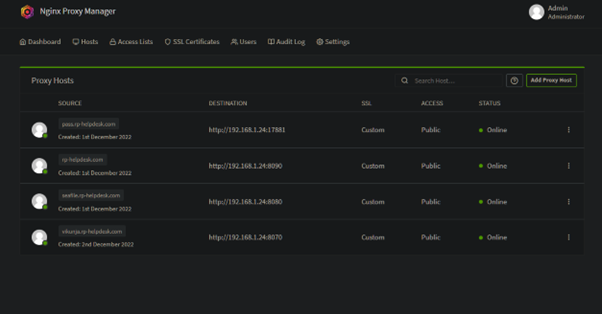 Nginx Proxy Manager
Admin
Administrator
Dashboard Hosts Access Lists SSL Certificates Users Audit Log Settings
Proxy Hosts Search Host... Add Proxy Host
SOURCE DESTINATION SSL ACCESS STATUS
pass.rp-helpdesk.com
Created: 1st December 2022 http://192.168.1.24:17881 Custom Public Online
rp-helpdesk.com
Created: 1st December 2022 http://192.168.1.24:8090 Custom Public Online
seafile.rp-helpdesk.com
Created: 1st December 2022 http://192.168.1.24:8080 Custom Public Online
vikunja.rp-helpdesk.com
Created: 2nd December 2022 http://192.168.1.24:8070 Custom Public Online